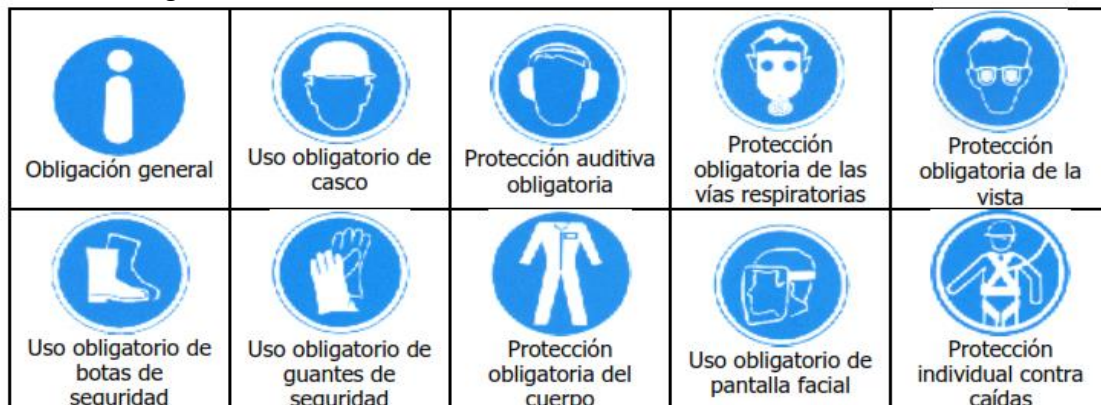 Obligación general
Uso obligatorio de
casco
Protección auditiva
obligatoria
Protección
obligatoria de las
vías respiratorias
Protección
obligatoria de la
vista
Uso obligatorio de
botas de
seguridad
Uso obligatorio de
guantes de
seguridad
Protección
obligatoria del
cuerpo
Uso obligatorio de
pantalla facial
Protección
individual contra
caídas